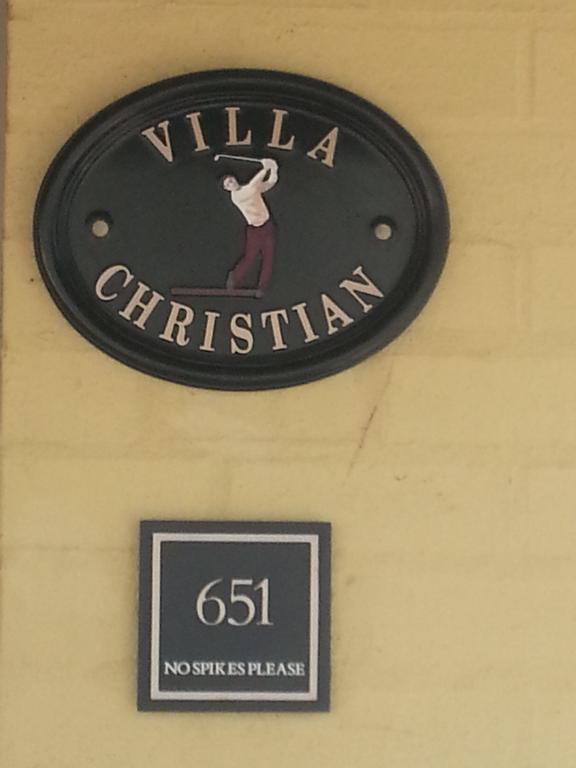 VILLA
CHRISTIAN
651
NO SPIKES PLEASE